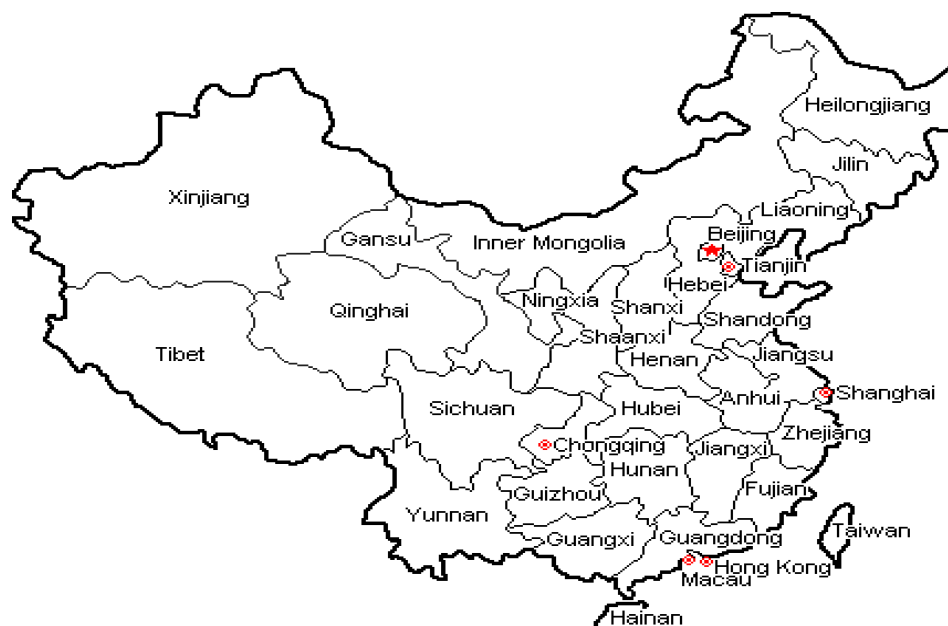 Heilongjiang
Jilin
Xinjiang
Liaoning
Beijing
Gansu
Inner Mongolia
Tianjin
Hebei
Ningxia
Shanxi
Qinghai
Shandong
Shaanxi
Tibet
Henan
Jiangsu
Shanghai
Anhui
Sichuan
Hubei
Zhejiang
Chongqing
Jiangxi
Hunan
Fujian
Guizhou
Yunnan
Taiwan
Guangdong
Guangxi
Hong Kong
Macau
Hainan